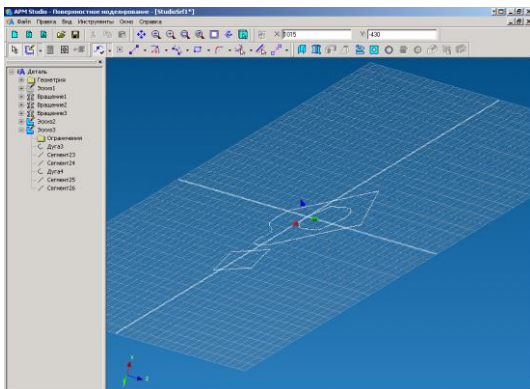 APM Studio - Поверхностное моделирование - [StudioSrf1*]
Файл Правка Вид Инструменты Окно Справка
X 1015 Y -430
Деталь
Геометрия
Эскиз1
Вращение1
Вращение2
Вращение3
Эскиз2
Эскиз3
Ограничения
Дуга3
Сегмент23
Сегмент24
Дуга4
Сегмент25
Сегмент26